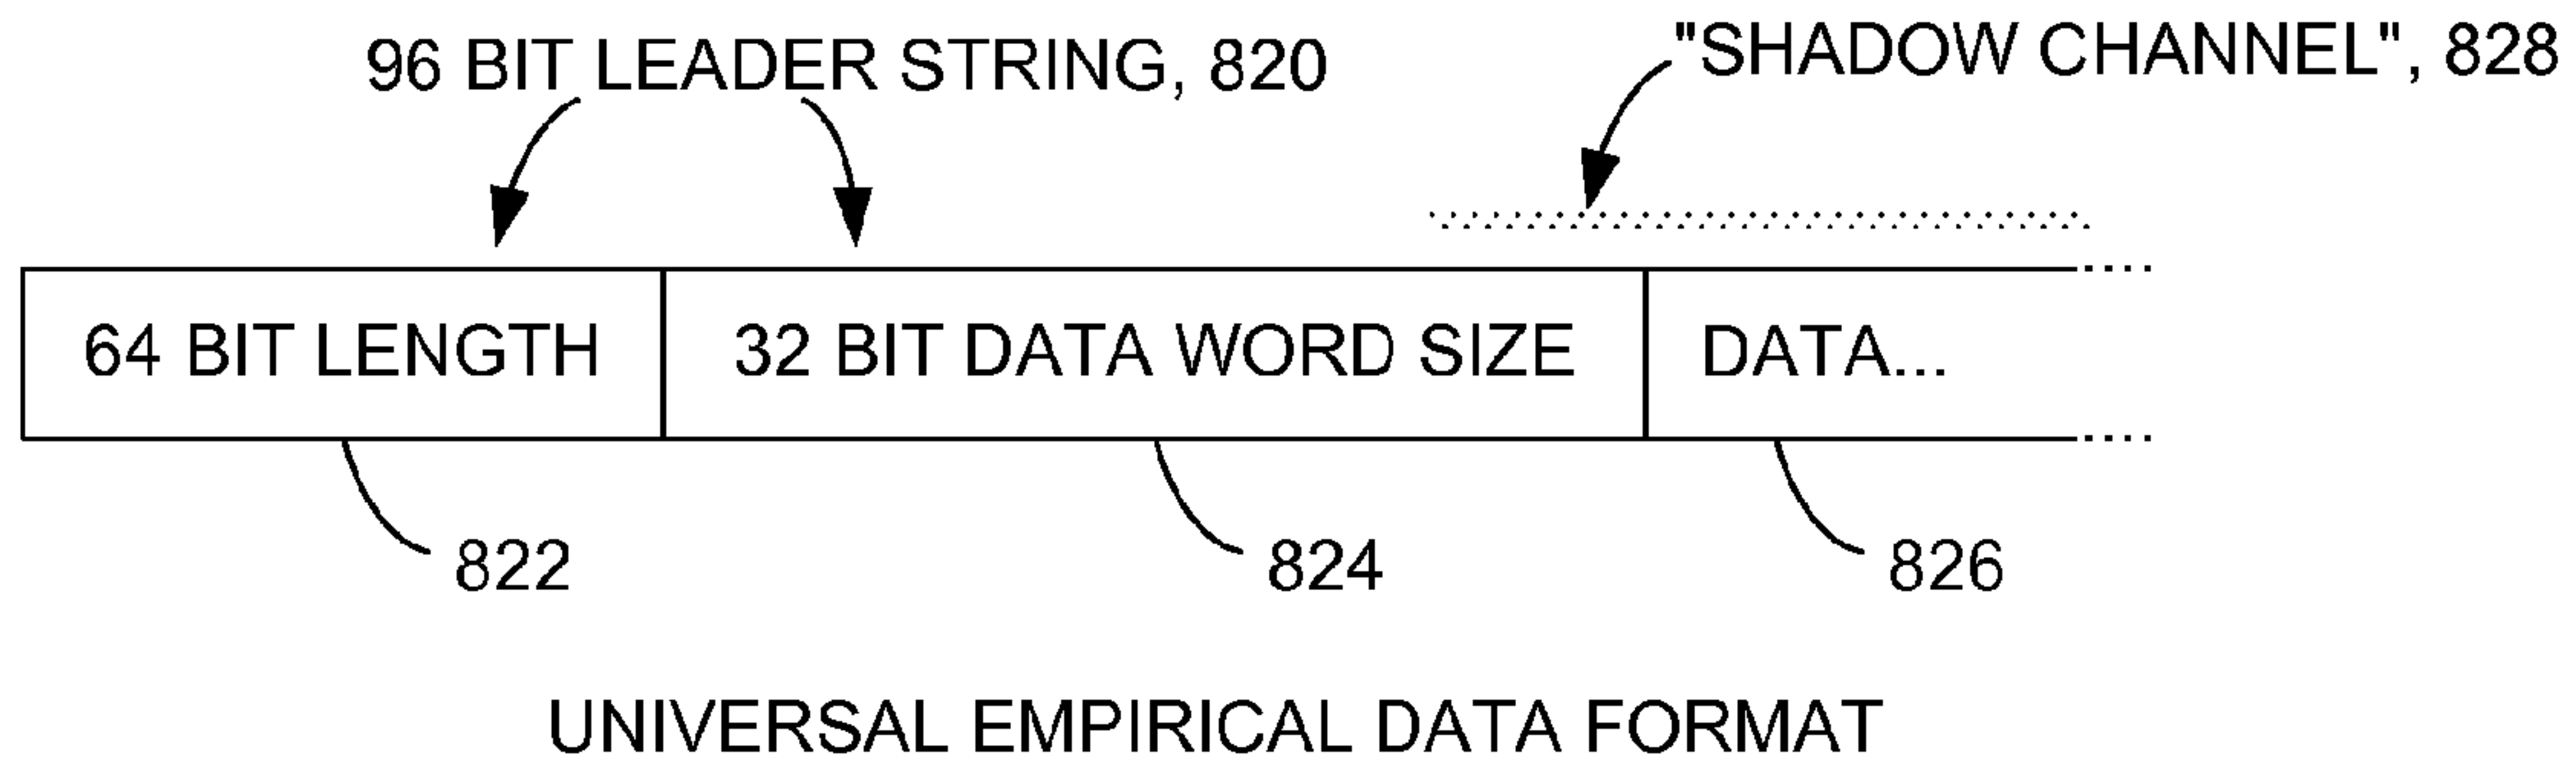 96 BIT LEADER STRING, 820
"SHADOW CHANNEL", 828
64 BIT LENGTH
32 BIT DATA WORD SIZE
DATA...
822
824
826
UNIVERSAL EMPIRICAL DATA FORMAT